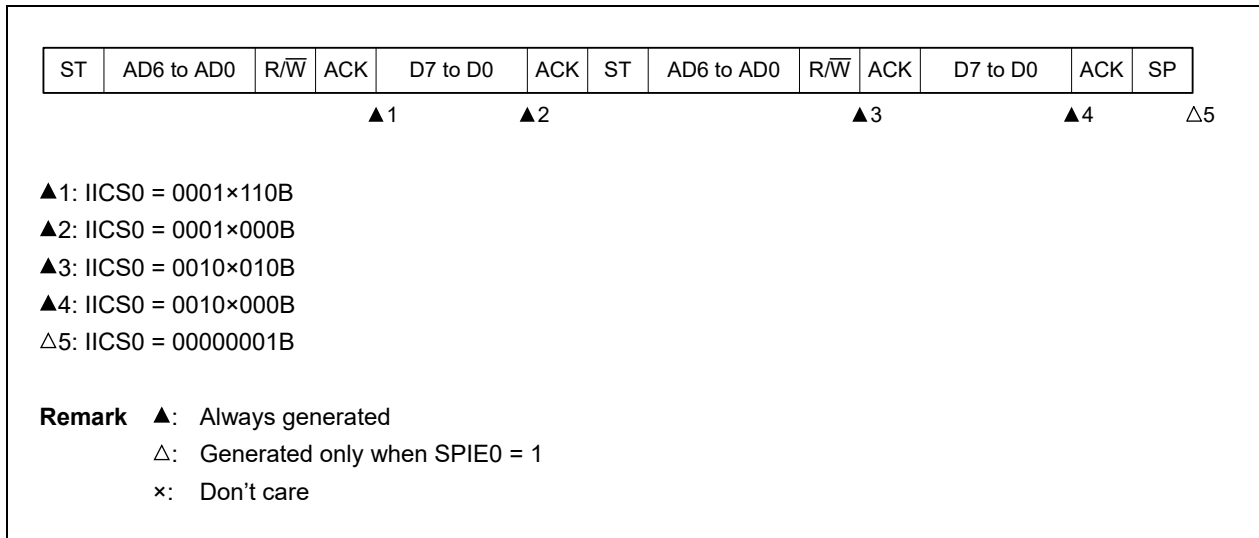 ST AD6 to AD0 R/W̅ ACK D7 to D0 ACK ST AD6 to AD0 R/W̅ ACK D7 to D0 ACK SP
▲1 ▲2 ▲3 ▲4 △5
▲1: IICS0 = 0001×110B
▲2: IICS0 = 0001×000B
▲3: IICS0 = 0010×010B
▲4: IICS0 = 0010×000B
△5: IICS0 = 00000001B
Remark ▲: Always generated
△: Generated only when SPIE0 = 1
×: Don't care